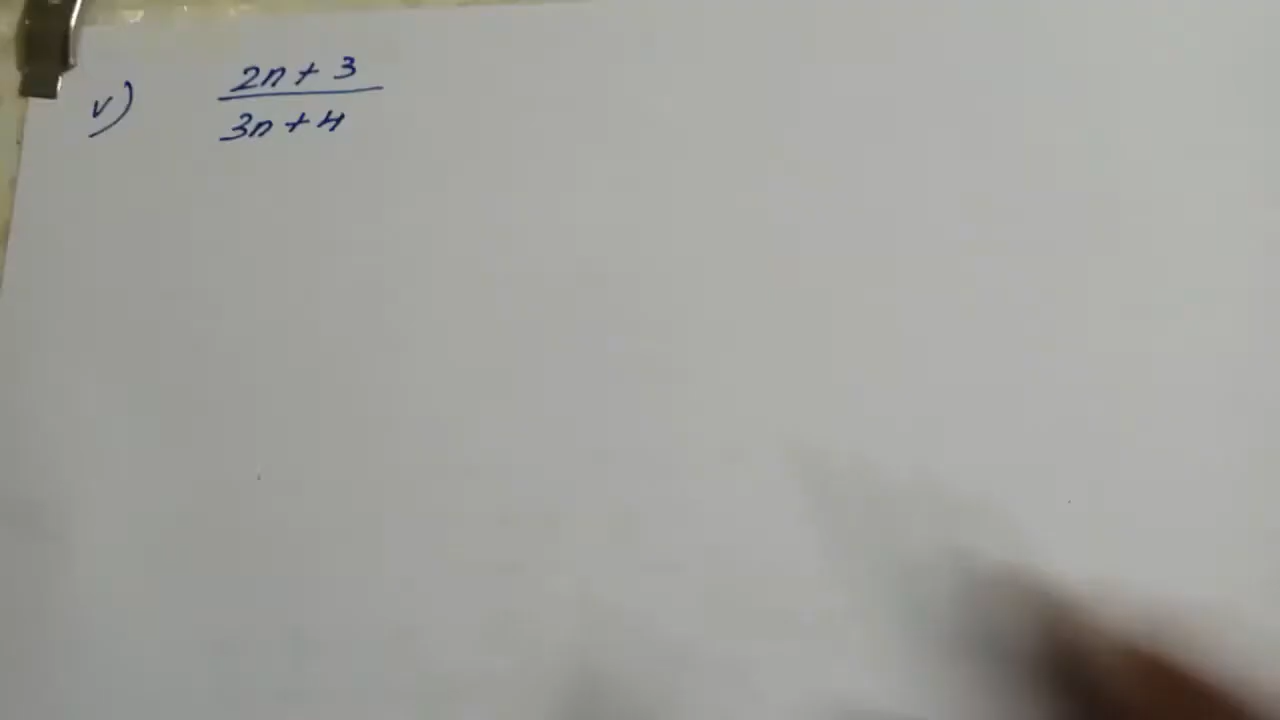 v) 2n + 3
3n + 4